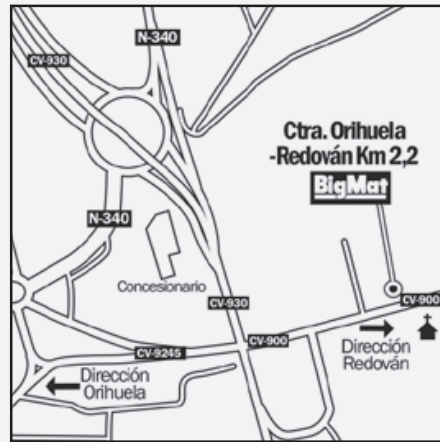 N-340
CV-930
Ctra. Orihuela
-Redován Km 2,2
BigMat
N-340
Concesionario
CV-930
CV-900
CV-900
CV-9245
Dirección
Redován
Dirección
Orihuela